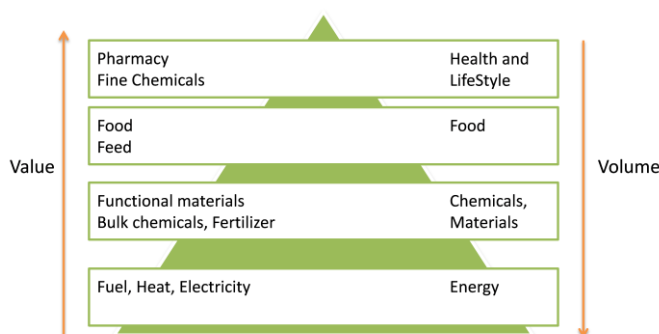 Pharmacy
Fine Chemicals
Health and
LifeStyle
Food
Feed
Food
Value
Volume
Functional materials
Bulk chemicals, Fertilizer
Chemicals,
Materials
Fuel, Heat, Electricity
Energy